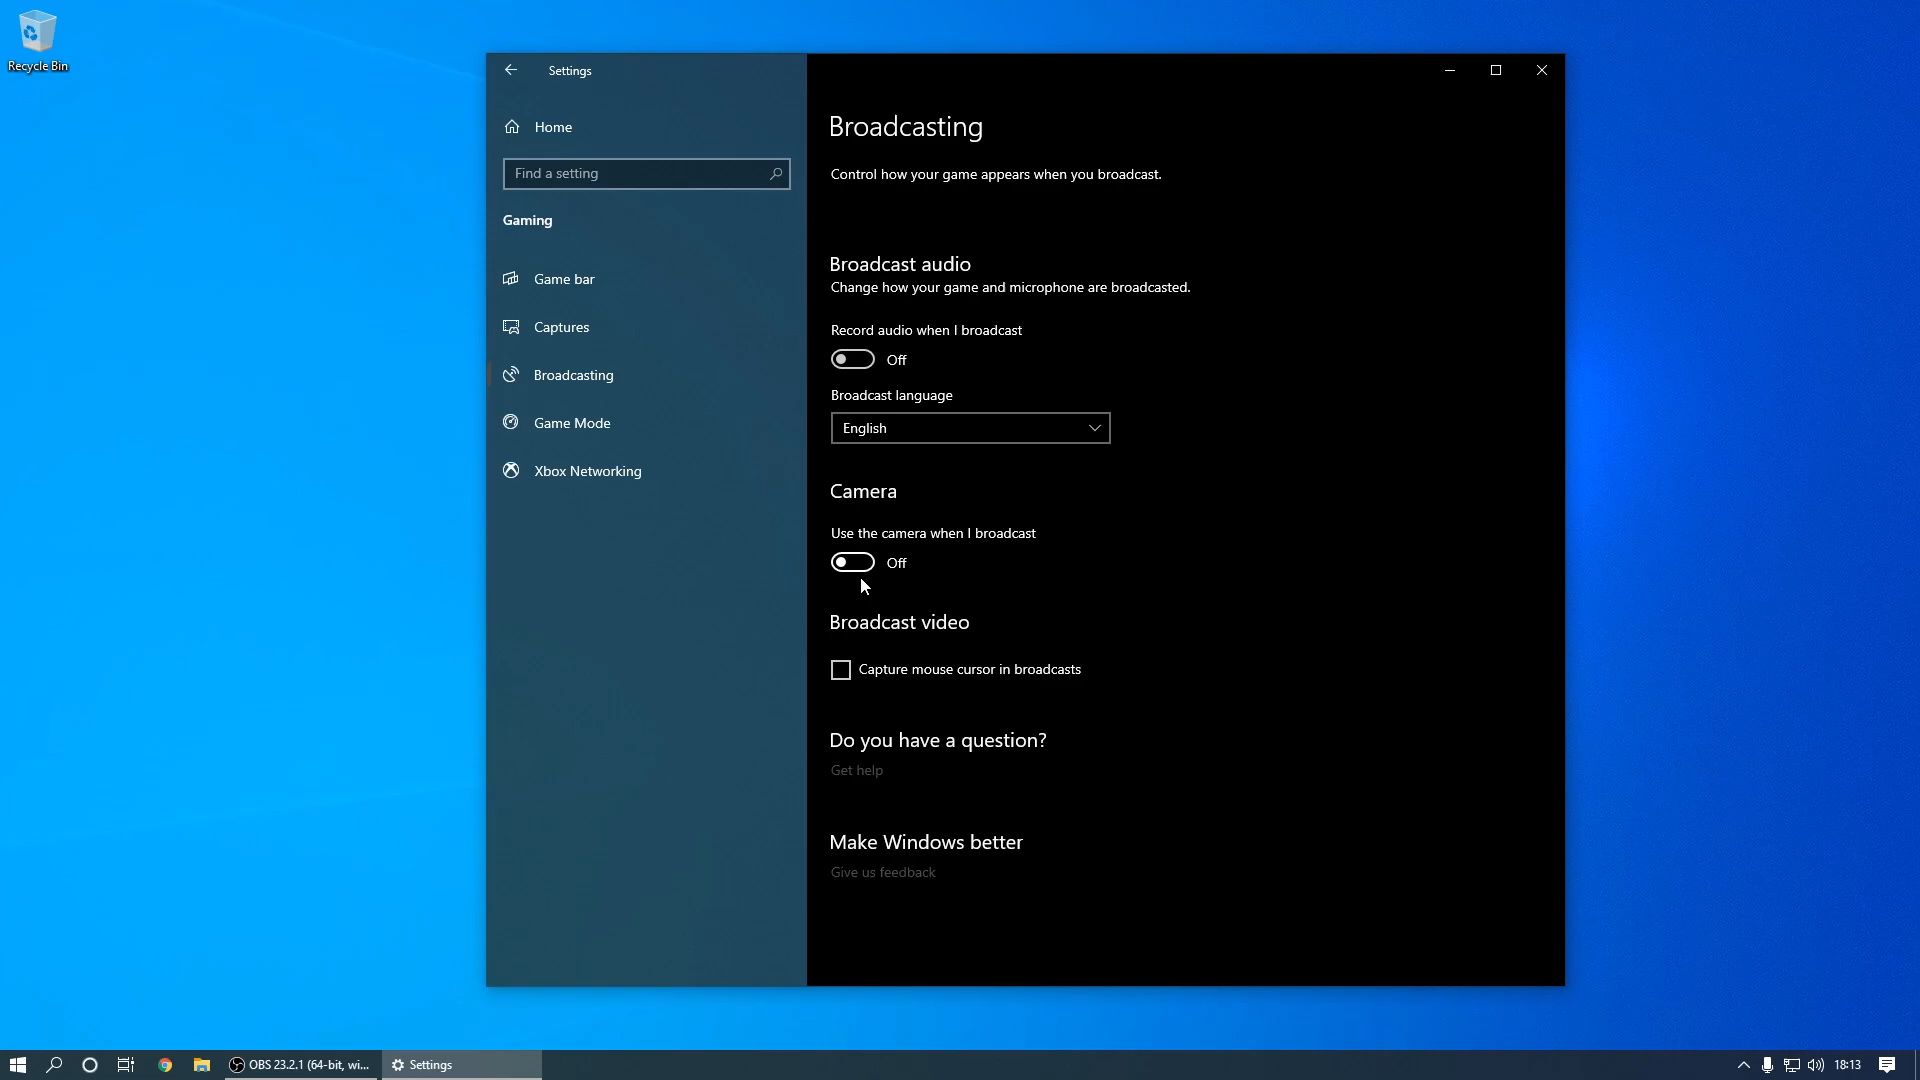 Recycle Bin
Settings
Home
Find a setting
Gaming
Game bar
Captures
Broadcasting
Game Mode
Xbox Networking
Broadcasting
Control how your game appears when you broadcast.
Broadcast audio
Change how your game and microphone are broadcasted.
Record audio when I broadcast
Off
Broadcast language
English
Camera
Use the camera when I broadcast
Off
Broadcast video
Capture mouse cursor in broadcasts
Do you have a question?
Get help
Make Windows better
Give us feedback
OBS 23.2.1 (64-bit, wi...
Settings
18:13